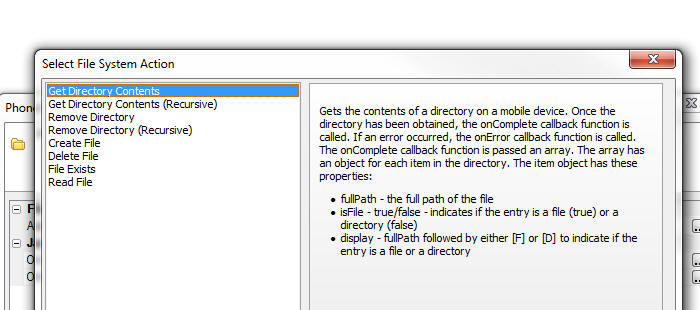 Select File System Action
Phon
Get Directory Contents
Get Directory Contents (Recursive)
Remove Directory
Remove Directory (Recursive)
Create File
Delete File
File Exists
Read File
Gets the contents of a directory on a mobile device. Once the
directory has been obtained, the onComplete callback function is
called. If an error occurred, the onError callback function is called.
The onComplete callback function is passed an array. The array has
an object for each item in the directory. The item object has these
properties:
• fullPath - the full path of the file
• isFile - true/false - indicates if the entry is a file (true) or a
directory (false)
• display - fullPath followed by either [F] or [D] to indicate if the
entry is a file or a directory